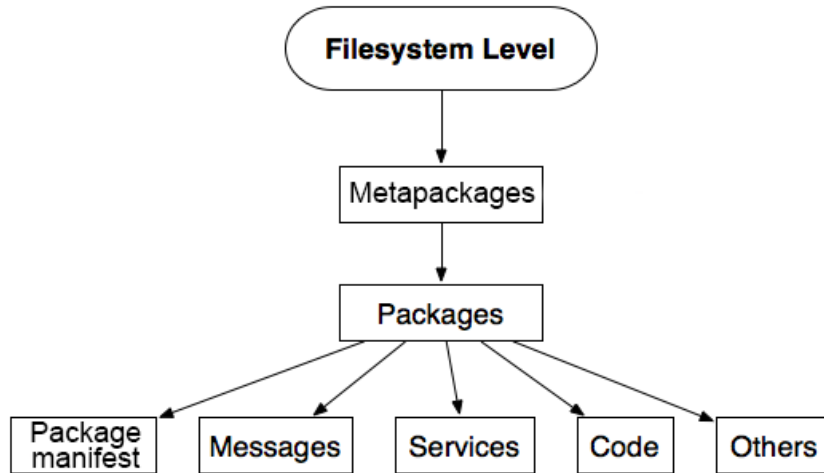 Filesystem Level
Metapackages
Packages
Package
manifest
Messages
Services
Code
Others